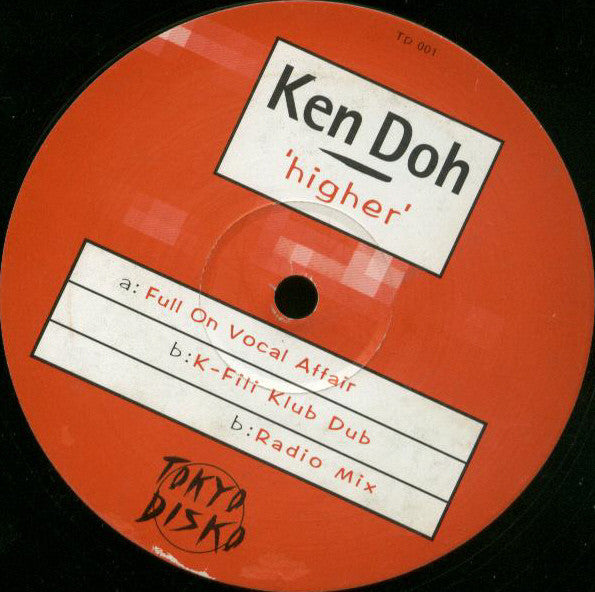 TD 001
Ken Doh
'higher'
a: Full On Vocal Affair
b: K-Fili Klub Dub
b: Radio Mix
TOKYO
DISKO